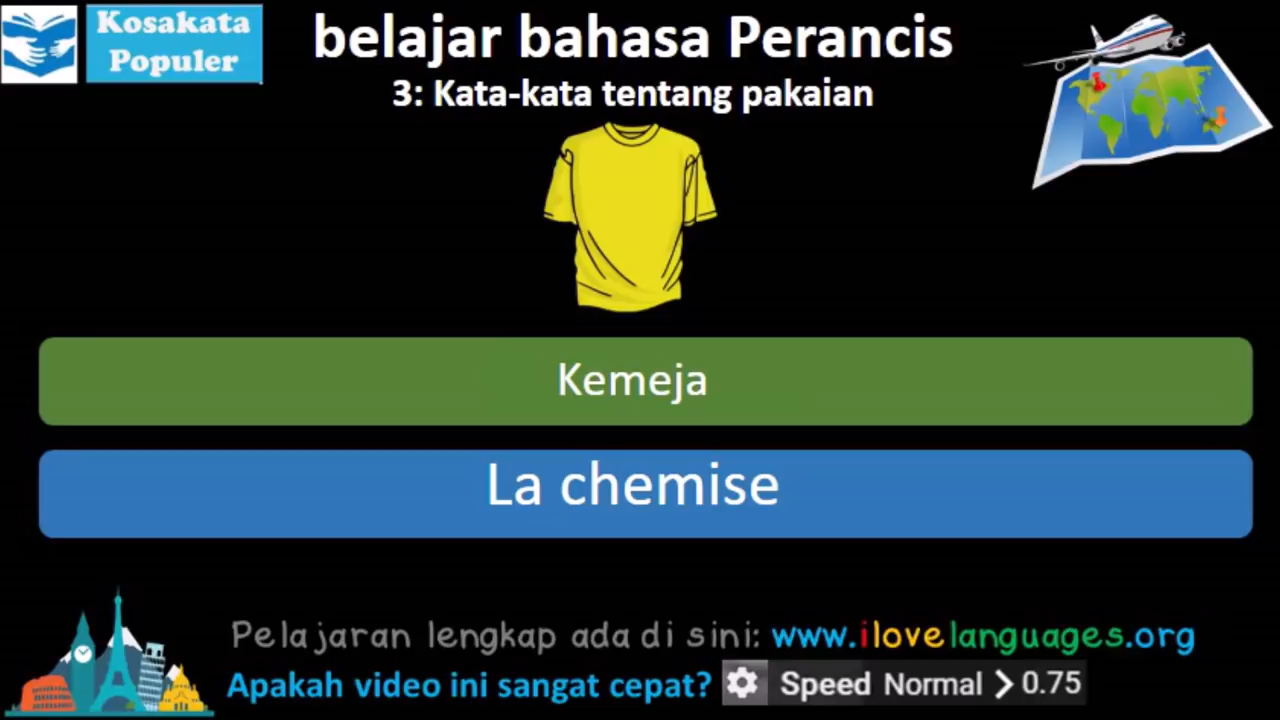 Kosakata
Populer
belajar bahasa Perancis
3: Kata-kata tentang pakaian
Kemeja
La chemise
Pelajaran lengkap ada di sini: www.ilovelanguages.org
Apakah video ini sangat cepat? Speed Normal > 0.75